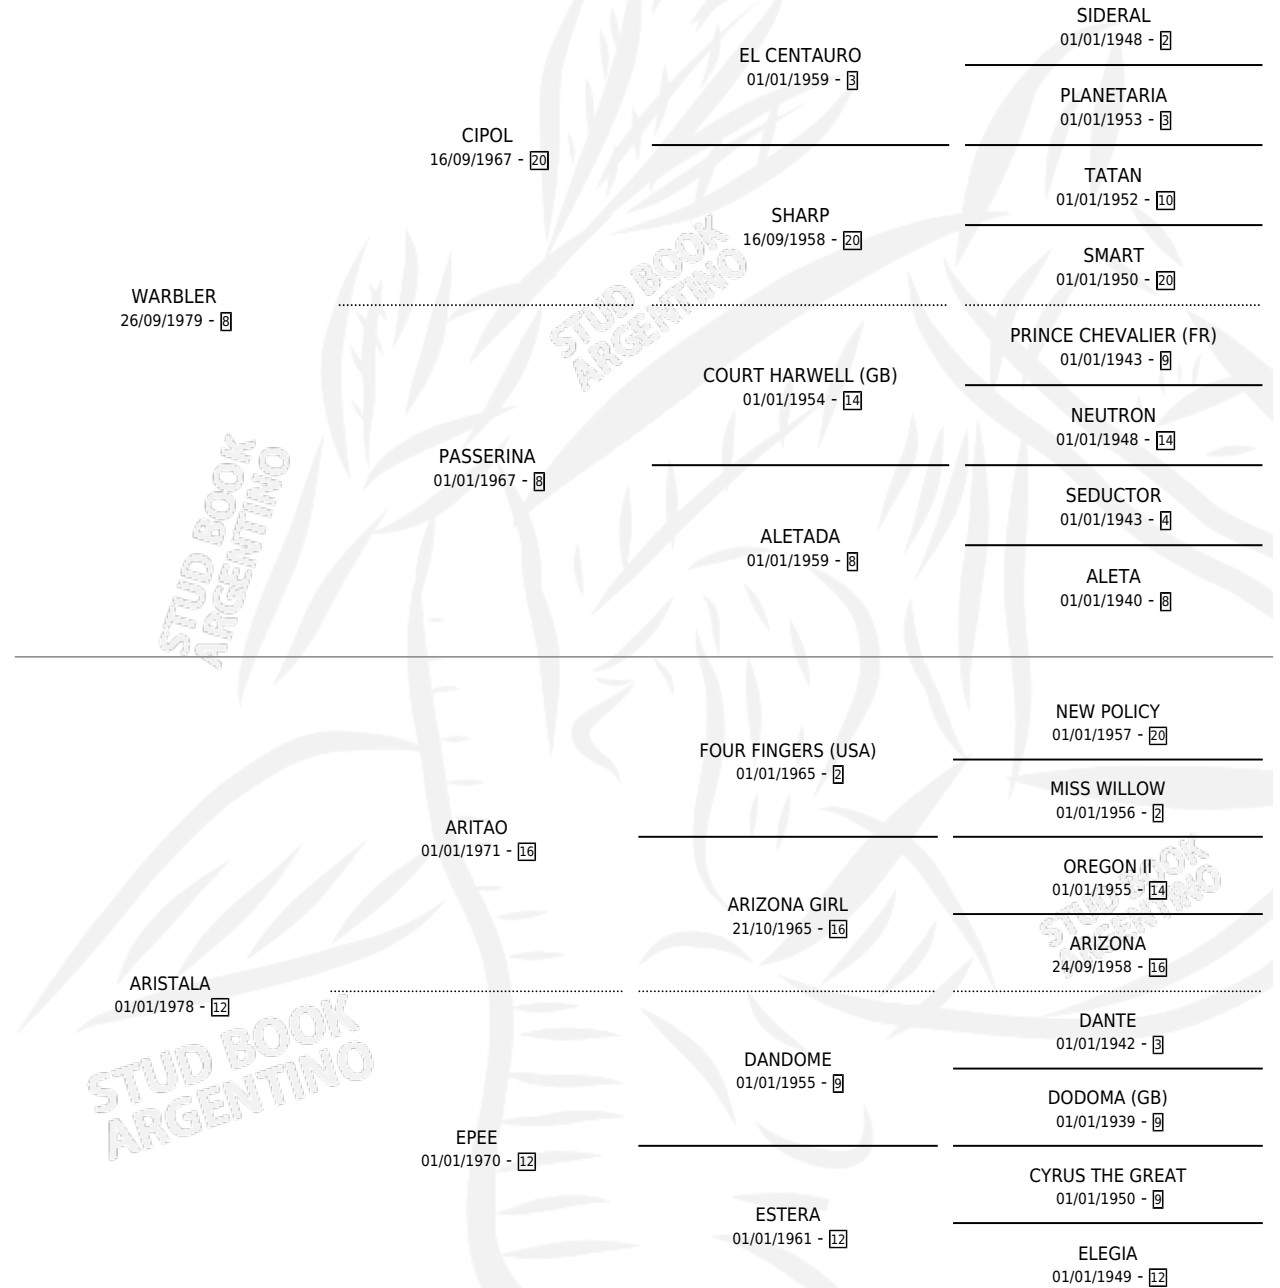 SIDERAL
01/01/1948 - 2
EL CENTAURO
01/01/1959 - 3
PLANETARIA
01/01/1953 - 3
CIPOL
16/09/1967 - 20
TATAN
01/01/1952 - 10
SHARP
16/09/1958 - 20
SMART
01/01/1950 - 20
WARBLER
26/09/1979 - 8
PRINCE CHEVALIER (FR)
01/01/1943 - 9
COURT HARWELL (GB)
01/01/1954 - 14
NEUTRON
01/01/1948 - 14
PASSERINA
01/01/1967 - 8
SEDUCTOR
01/01/1943 - 4
ALETADA
01/01/1959 - 8
ALETA
01/01/1940 - 8
NEW POLICY
01/01/1957 - 20
FOUR FINGERS (USA)
01/01/1965 - 2
MISS WILLOW
01/01/1956 - 2
ARITAO
01/01/1971 - 16
OREGON II
01/01/1955 - 14
ARIZONA GIRL
21/10/1965 - 16
ARIZONA
24/09/1958 - 16
ARISTALA
01/01/1978 - 12
DANTE
01/01/1942 - 3
DANDOME
01/01/1955 - 9
DODOMA (GB)
01/01/1939 - 9
EPEE
01/01/1970 - 12
CYRUS THE GREAT
01/01/1950 - 9
ESTERA
01/01/1961 - 12
ELEGIA
01/01/1949 - 12
STUD BOOK
ARGENTINO
STUD BOOK
ARGENTINO
STUD BOOK
ARGENTINO
STUD BOOK
ARGENTINO